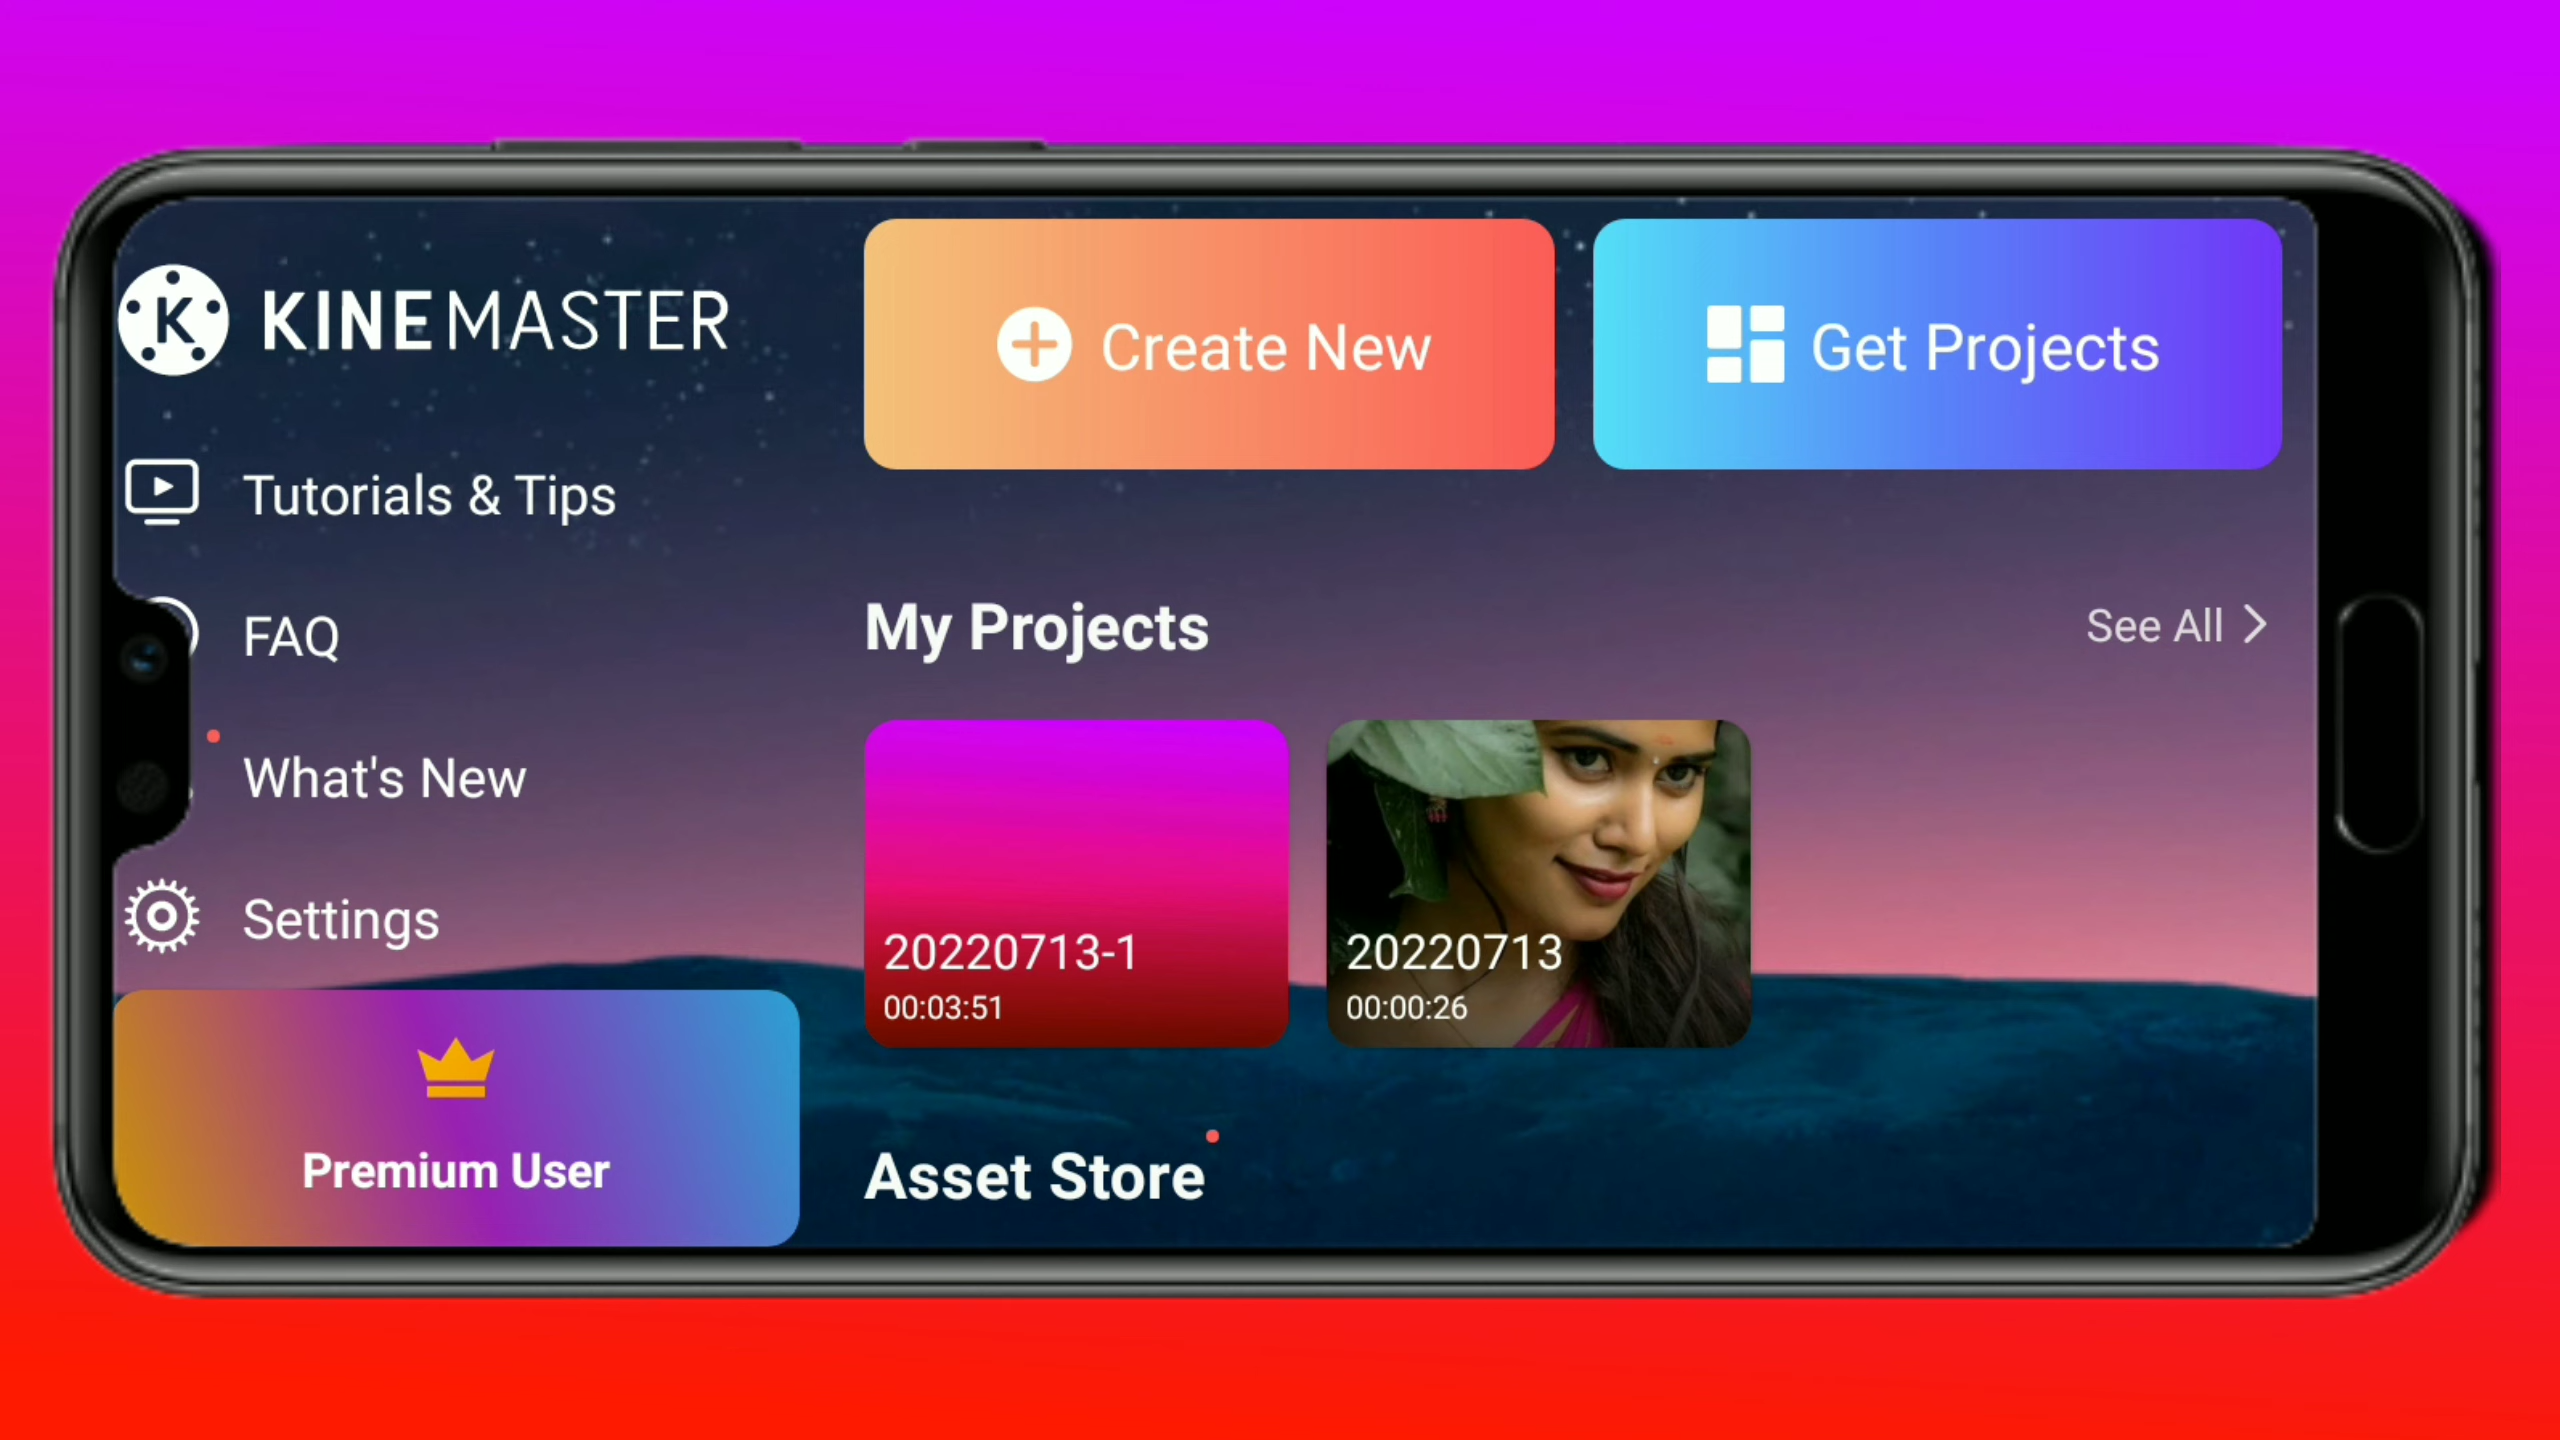 KINEMASTER
Tutorials & Tips
FAQ
What's New
Settings
Premium User
Create New
Get Projects
My Projects
See All
20220713-1
00:03:51
20220713
00:00:26
Asset Store